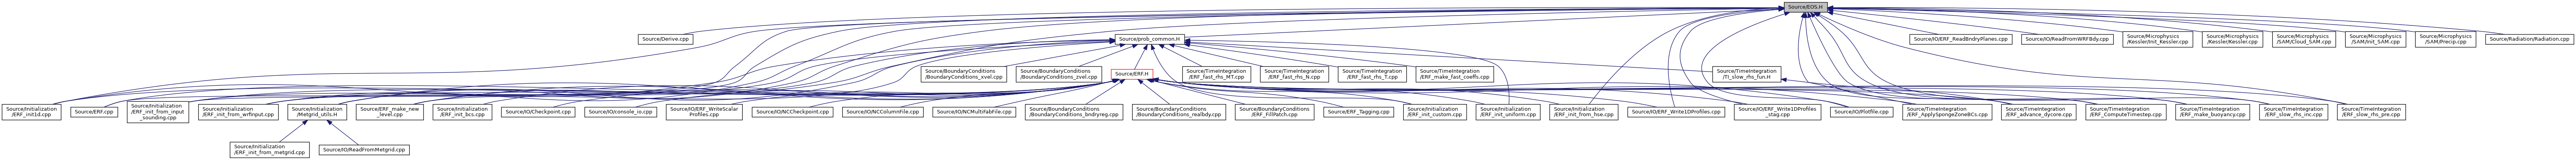 Source/EOS.H
Source/Derive.cpp
Source/prob_common.H
Source/IO/ERF_ReadBndryPlanes.cpp
Source/IO/ReadFromWRFBdy.cpp
Source/Microphysics
/Kessler/Init_Kessler.cpp
Source/Microphysics
/Kessler/Kessler.cpp
Source/Microphysics
/SAM/Cloud_SAM.cpp
Source/Microphysics
/SAM/Init_SAM.cpp
Source/Microphysics
/SAM/Precip.cpp
Source/Radiation/Radiation.cpp
Source/BoundaryConditions
/BoundaryConditions_xvel.cpp
Source/BoundaryConditions
/BoundaryConditions_zvel.cpp
Source/ERF.H
Source/TimeIntegration
/ERF_fast_rhs_MT.cpp
Source/TimeIntegration
/ERF_fast_rhs_N.cpp
Source/TimeIntegration
/ERF_fast_rhs_T.cpp
Source/TimeIntegration
/ERF_make_fast_coeffs.cpp
Source/TimeIntegration
/TI_slow_rhs_fun.H
Source/Initialization
/ERF_init1d.cpp
Source/ERF.cpp
Source/Initialization
/ERF_init_from_input
_sounding.cpp
Source/Initialization
/ERF_init_from_wrfinput.cpp
Source/Initialization
/Metgrid_utils.H
Source/ERF_make_new
_level.cpp
Source/Initialization
/ERF_init_bcs.cpp
Source/IO/Checkpoint.cpp
Source/IO/console_io.cpp
Source/IO/ERF_WriteScalar
Profiles.cpp
Source/IO/NCCheckpoint.cpp
Source/IO/NCColumnFile.cpp
Source/IO/NCMultiFabFile.cpp
Source/BoundaryConditions
/BoundaryConditions_bndryreg.cpp
Source/BoundaryConditions
/BoundaryConditions_realbdy.cpp
Source/BoundaryConditions
/ERF_FillPatch.cpp
Source/ERF_Tagging.cpp
Source/Initialization
/ERF_init_custom.cpp
Source/Initialization
/ERF_init_uniform.cpp
Source/Initialization
/ERF_init_from_hse.cpp
Source/IO/ERF_Write1DProfiles.cpp
Source/IO/ERF_Write1DProfiles
_stag.cpp
Source/IO/Plotfile.cpp
Source/TimeIntegration
/ERF_ApplySpongeZoneBCs.cpp
Source/TimeIntegration
/ERF_advance_dycore.cpp
Source/TimeIntegration
/ERF_ComputeTimestep.cpp
Source/TimeIntegration
/ERF_make_buoyancy.cpp
Source/TimeIntegration
/ERF_slow_rhs_inc.cpp
Source/TimeIntegration
/ERF_slow_rhs_pre.cpp
Source/Initialization
/ERF_init_from_metgrid.cpp
Source/IO/ReadFromMetgrid.cpp